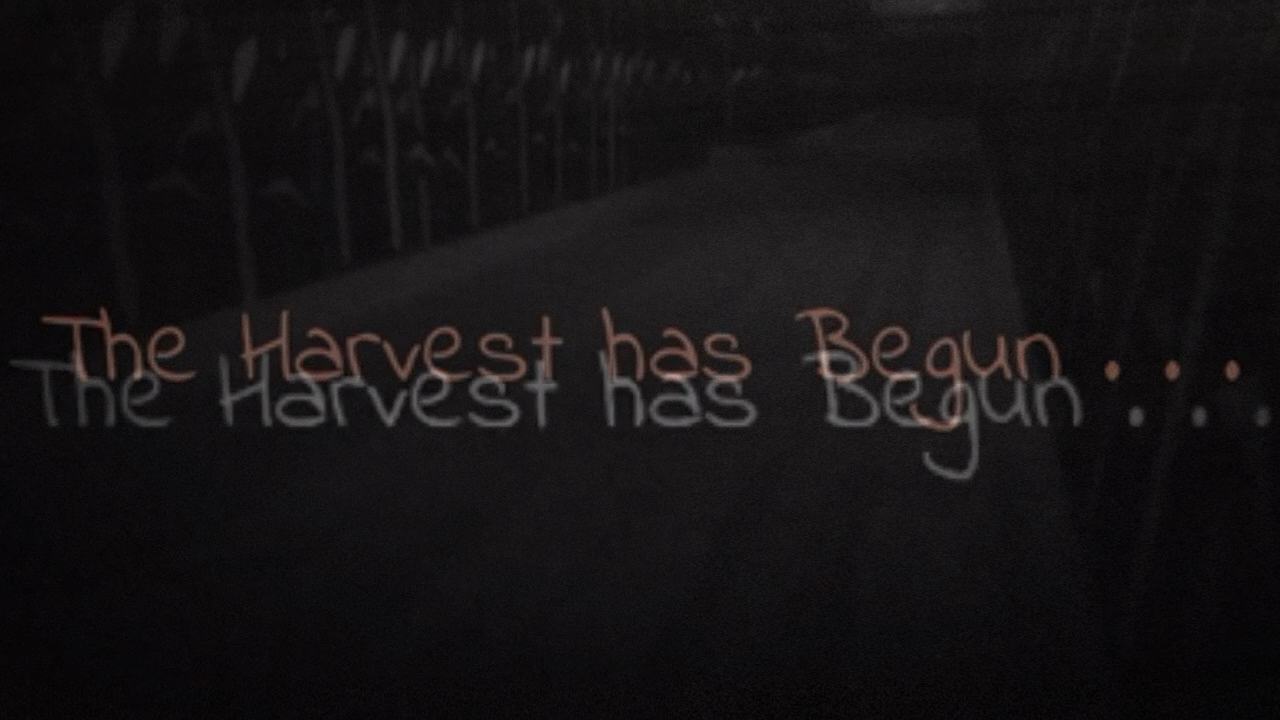 The Harvest has Begun . . .
The Harvest has Begun . . .